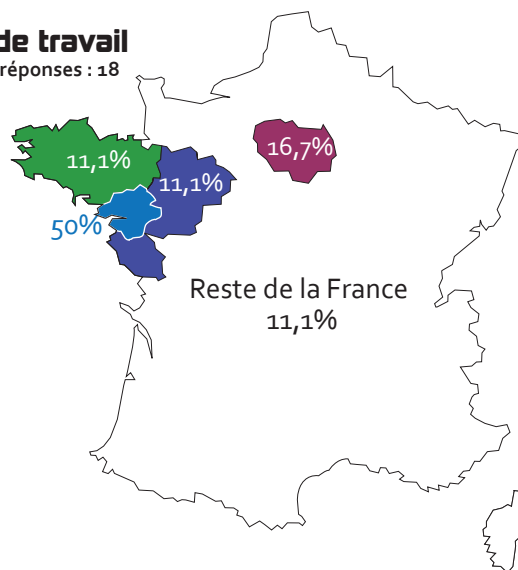 de travail
réponses : 18
11,1%
16,7%
11,1%
50%
Reste de la France
11,1%